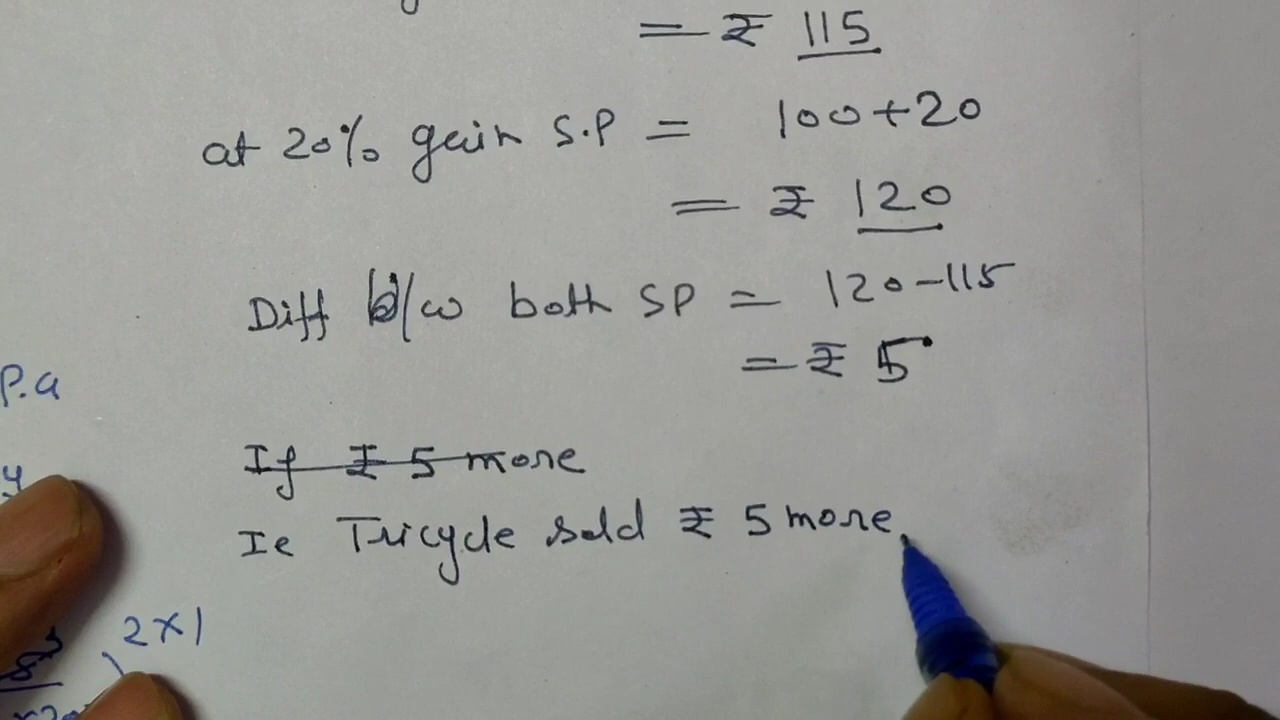 = ₹ 115
at 20% gain S.P = 100+20
= ₹ 120
Diff b/w both SP = 120-115
= ₹ 5
P.a
y
If ₹ 5 more
Ie Tricycle sold ₹ 5 more,
2×1